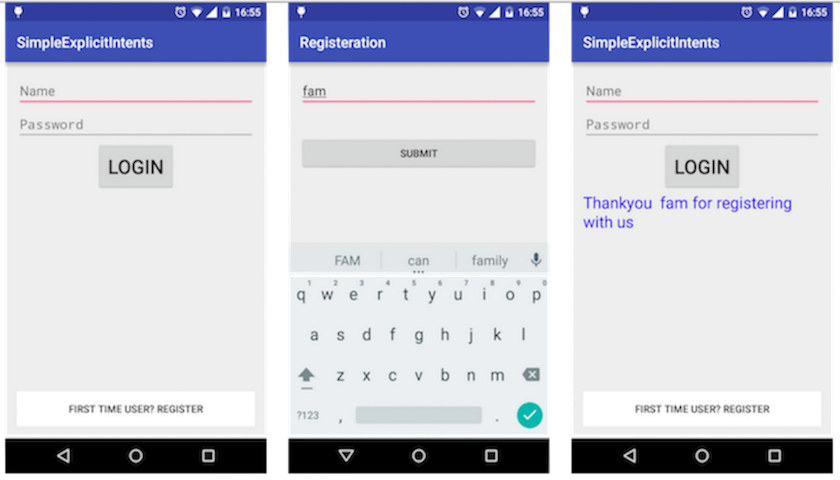 16:55
SimpleExplicitIntents
Name
Password
LOGIN
FIRST TIME USER? REGISTER
16:55
Registeration
fam
SUBMIT
FAM can family
1 2 3 4 5 6 7 8 9 0
q w e r t y u i o p
a s d f g h j k l
z x c v b n m
?123 , .
16:55
SimpleExplicitIntents
Name
Password
LOGIN
Thankyou fam for registering
with us
FIRST TIME USER? REGISTER